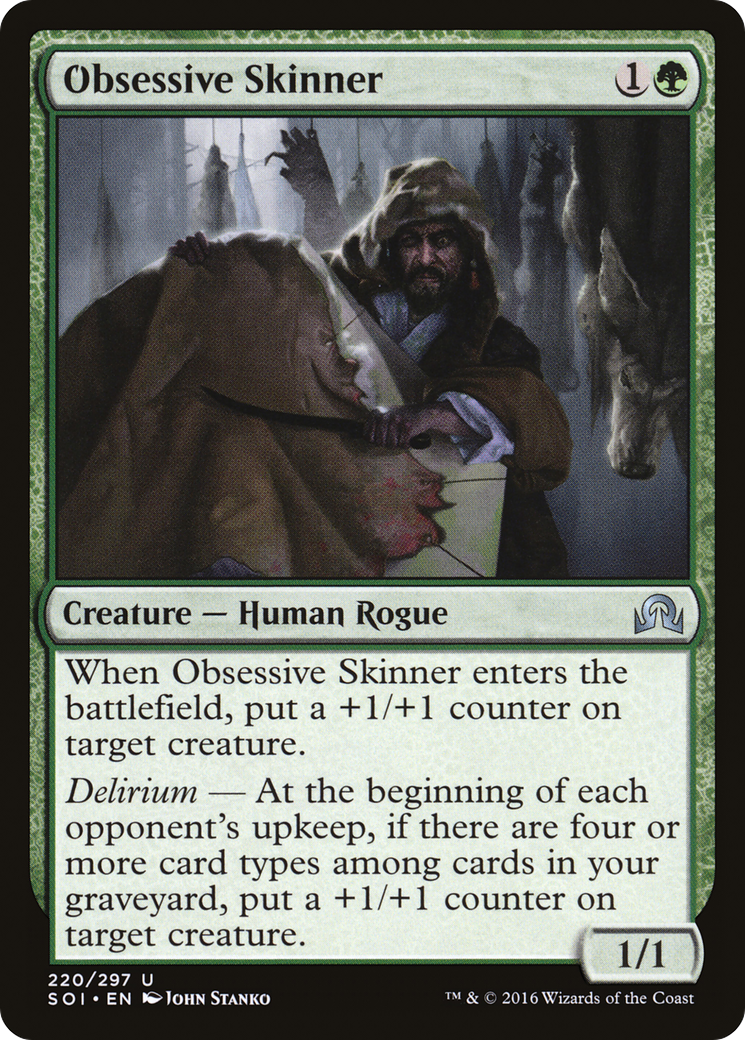 Obsessive Skinner 1
Creature — Human Rogue
When Obsessive Skinner enters the
battlefield, put a +1/+1 counter on
target creature.
Delirium — At the beginning of each
opponent's upkeep, if there are four or
more card types among cards in your
graveyard, put a +1/+1 counter on
target creature.
1/1
220/297 U
SOI • EN John Stanko
™ & © 2016 Wizards of the Coast